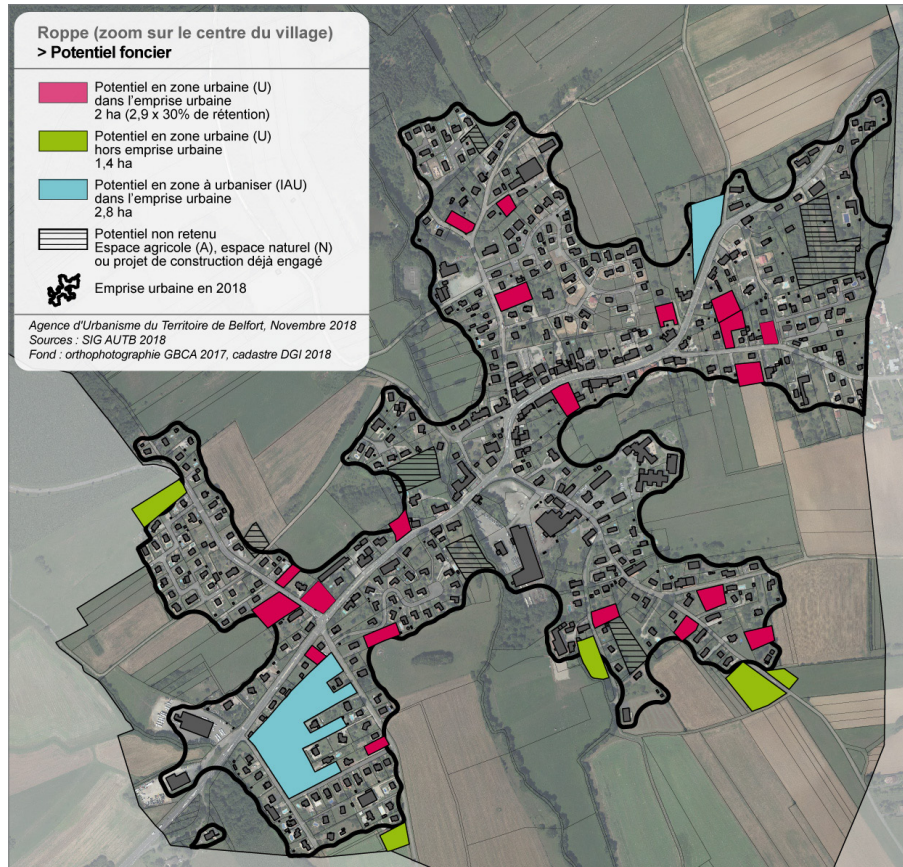 Roppe (zoom sur le centre du village)
> Potentiel foncier
Potentiel en zone urbaine (U)
dans l'emprise urbaine
2 ha (2,9 x 30% de rétention)
Potentiel en zone urbaine (U)
hors emprise urbaine
1,4 ha
Potentiel en zone à urbaniser (IAU)
dans l'emprise urbaine
2,8 ha
Potentiel non retenu
Espace agricole (A), espace naturel (N)
ou projet de construction déjà engagé
Emprise urbaine en 2018
Agence d'Urbanisme du Territoire de Belfort, Novembre 2018
Sources : SIG AUTB 2018
Fond : orthophotographie GBCA 2017, cadastre DGI 2018